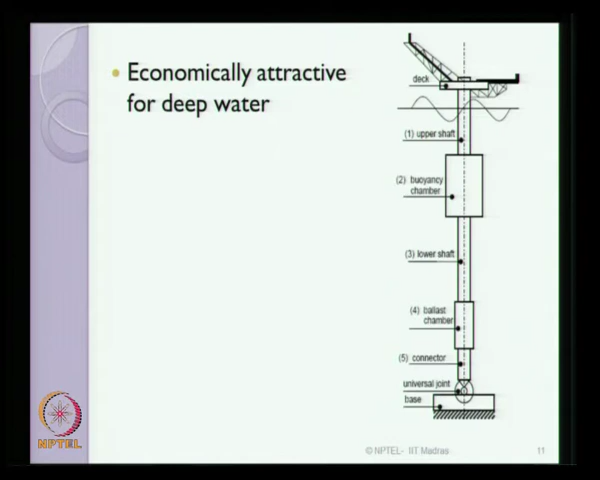 Economically attractive
for deep water
deck
(1) upper shaft
(2) buoyancy
chamber
(3) lower shaft
(4) ballast
chamber
(5) connector
universal joint
base
NPTEL
© NPTEL- IIT Madras
11